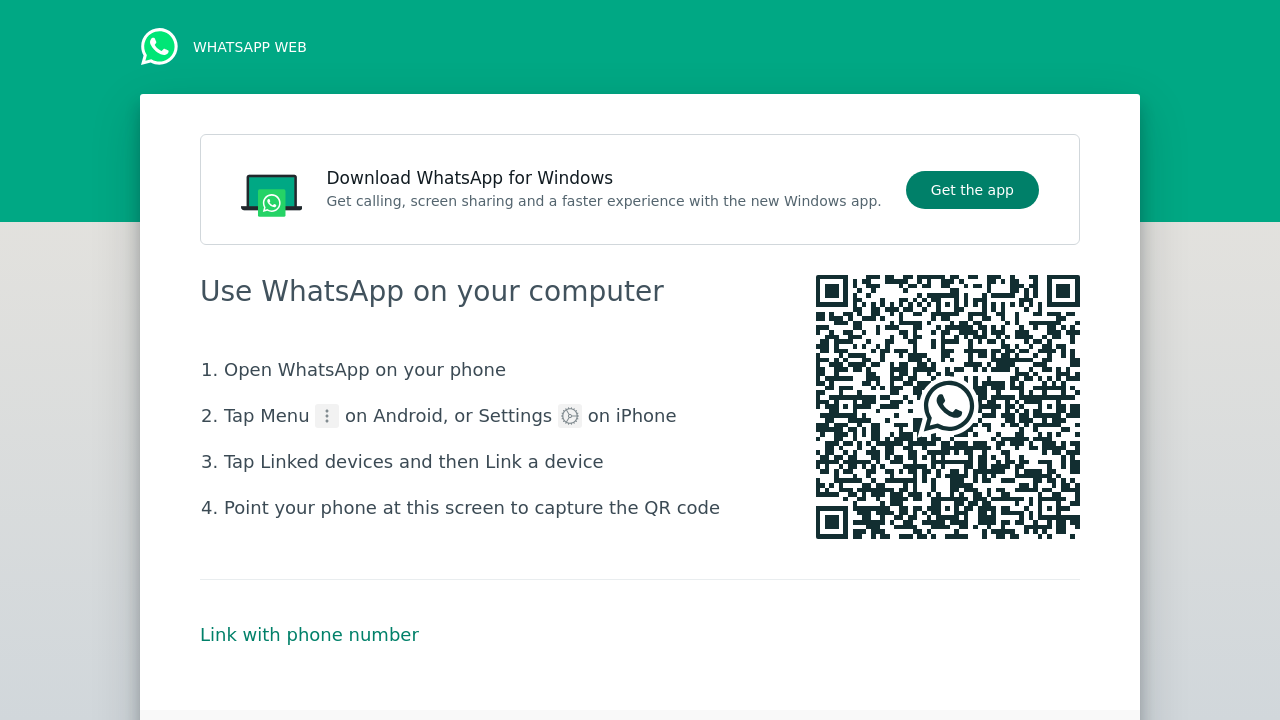 WHATSAPP WEB
Download WhatsApp for Windows
Get calling, screen sharing and a faster experience with the new Windows app.
Get the app
Use WhatsApp on your computer
1. Open WhatsApp on your phone
2. Tap Menu on Android, or Settings on iPhone
3. Tap Linked devices and then Link a device
4. Point your phone at this screen to capture the QR code
Link with phone number